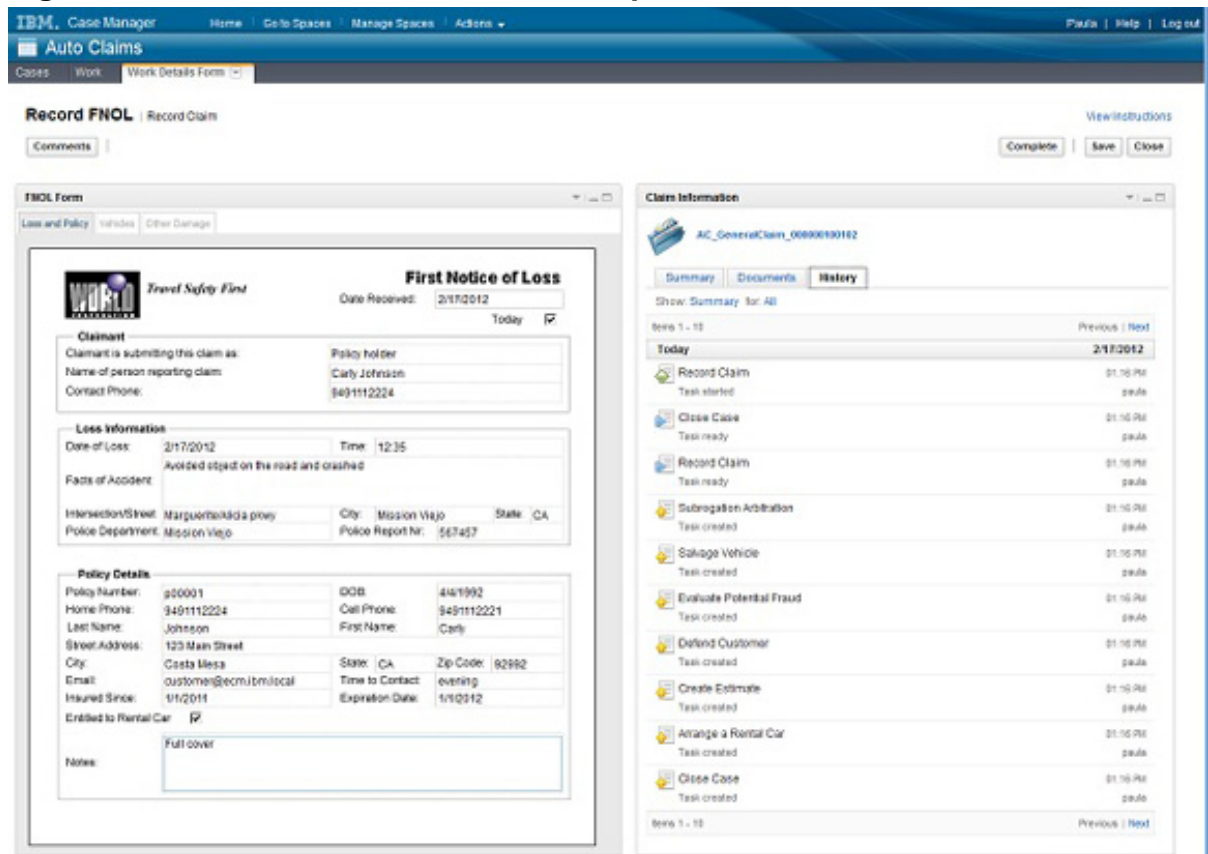 IBM. Case Manager Home Go to Spaces Manage Spaces Actions Paula | Help | Log out
Auto Claims
Cases Work Work Details Form
Record FNOL | Record Claim View Instructions
Comments Complete Save Close
FNOL Form
Loss and Policy Vehicles Other Damage
WORLD
CORPORATION
Travel Safety First
First Notice of Loss
Date Received: 2/17/2012
Today
Claimant
Claimant is submitting this claim as: Policy holder
Name of person reporting claim: Carly Johnson
Contact Phone: 9491112224
Loss Information
Date of Loss: 2/17/2012 Time: 12:35
Facts of Accident: Avoided object on the road and crashed
Intersection/Street: Marguerite/Alicia pkwy City: Mission Viejo State: CA
Police Department: Mission Viejo Police Report Nr: 567457
Policy Details
Policy Number: p00001 DOB: 4/4/1992
Home Phone: 9491112224 Cell Phone: 9491112221
Last Name: Johnson First Name: Carly
Street Address: 123 Main Street
City: Costa Mesa State: CA Zip Code: 92992
Email: customer@ecm.ibm.local Time to Contact: evening
Insured Since: 1/1/2011 Expiration Date: 1/1/2012
Entitled to Rental Car
Notes: Full cover
Claim Information
AC_GeneralClaim_000000100102
Summary Documents History
Show: Summary for: All
Items 1 - 10 Previous | Next
Today 2/17/2012
Record Claim 01:16 PM
Task started paula
Close Case 01:16 PM
Task ready paula
Record Claim 01:16 PM
Task ready paula
Subrogation Arbitration 01:16 PM
Task created paula
Salvage Vehicle 01:16 PM
Task created paula
Evaluate Potential Fraud 01:16 PM
Task created paula
Defend Customer 01:16 PM
Task created paula
Create Estimate 01:16 PM
Task created paula
Arrange a Rental Car 01:16 PM
Task created paula
Close Case 01:16 PM
Task created paula
Items 1 - 10 Previous | Next